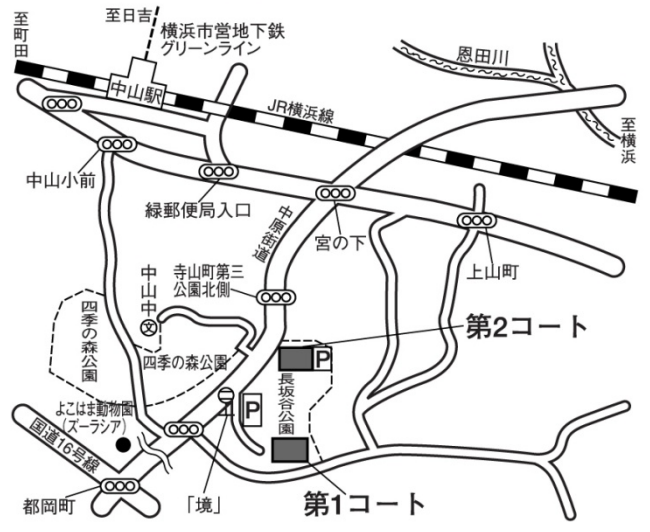 至日吉
至町田
横浜市営地下鉄
グリーンライン
恩田川
中山駅
JR横浜線
至横浜
中山小前
緑郵便局入口
中原街道
宮の下
上山町
中山中
寺山町第三
公園北側
文
四季の森公園
四季の森公園
第2コート
P
長坂谷公園
P
よこはま動物園
(ズーラシア)
国道16号線
都岡町
「境」
第1コート